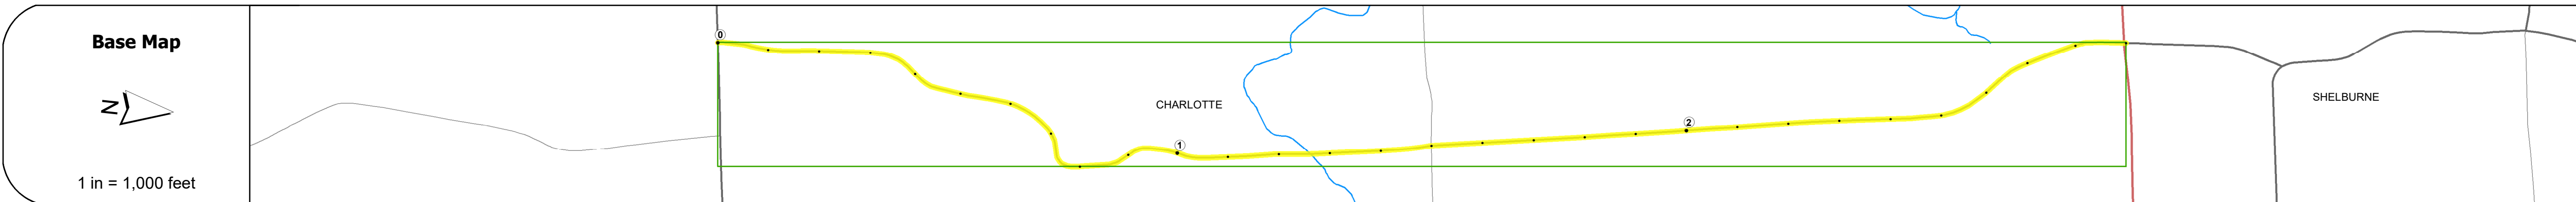 Base Map
N
1 in = 1,000 feet
0
CHARLOTTE
1
2
SHELBURNE